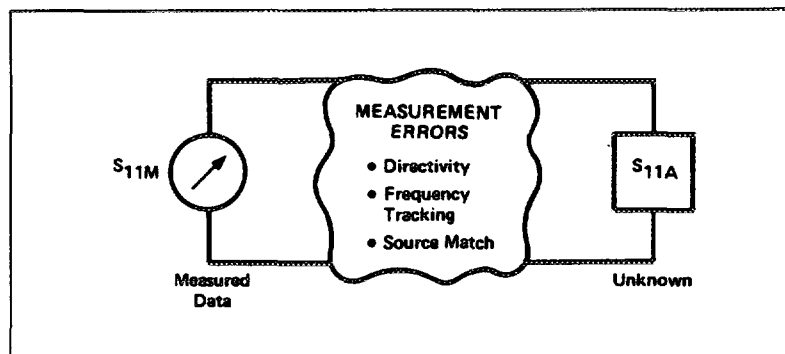 MEASUREMENT
ERRORS
• Directivity
• Frequency
Tracking
• Source Match
S11M
S11A
Measured
Data
Unknown